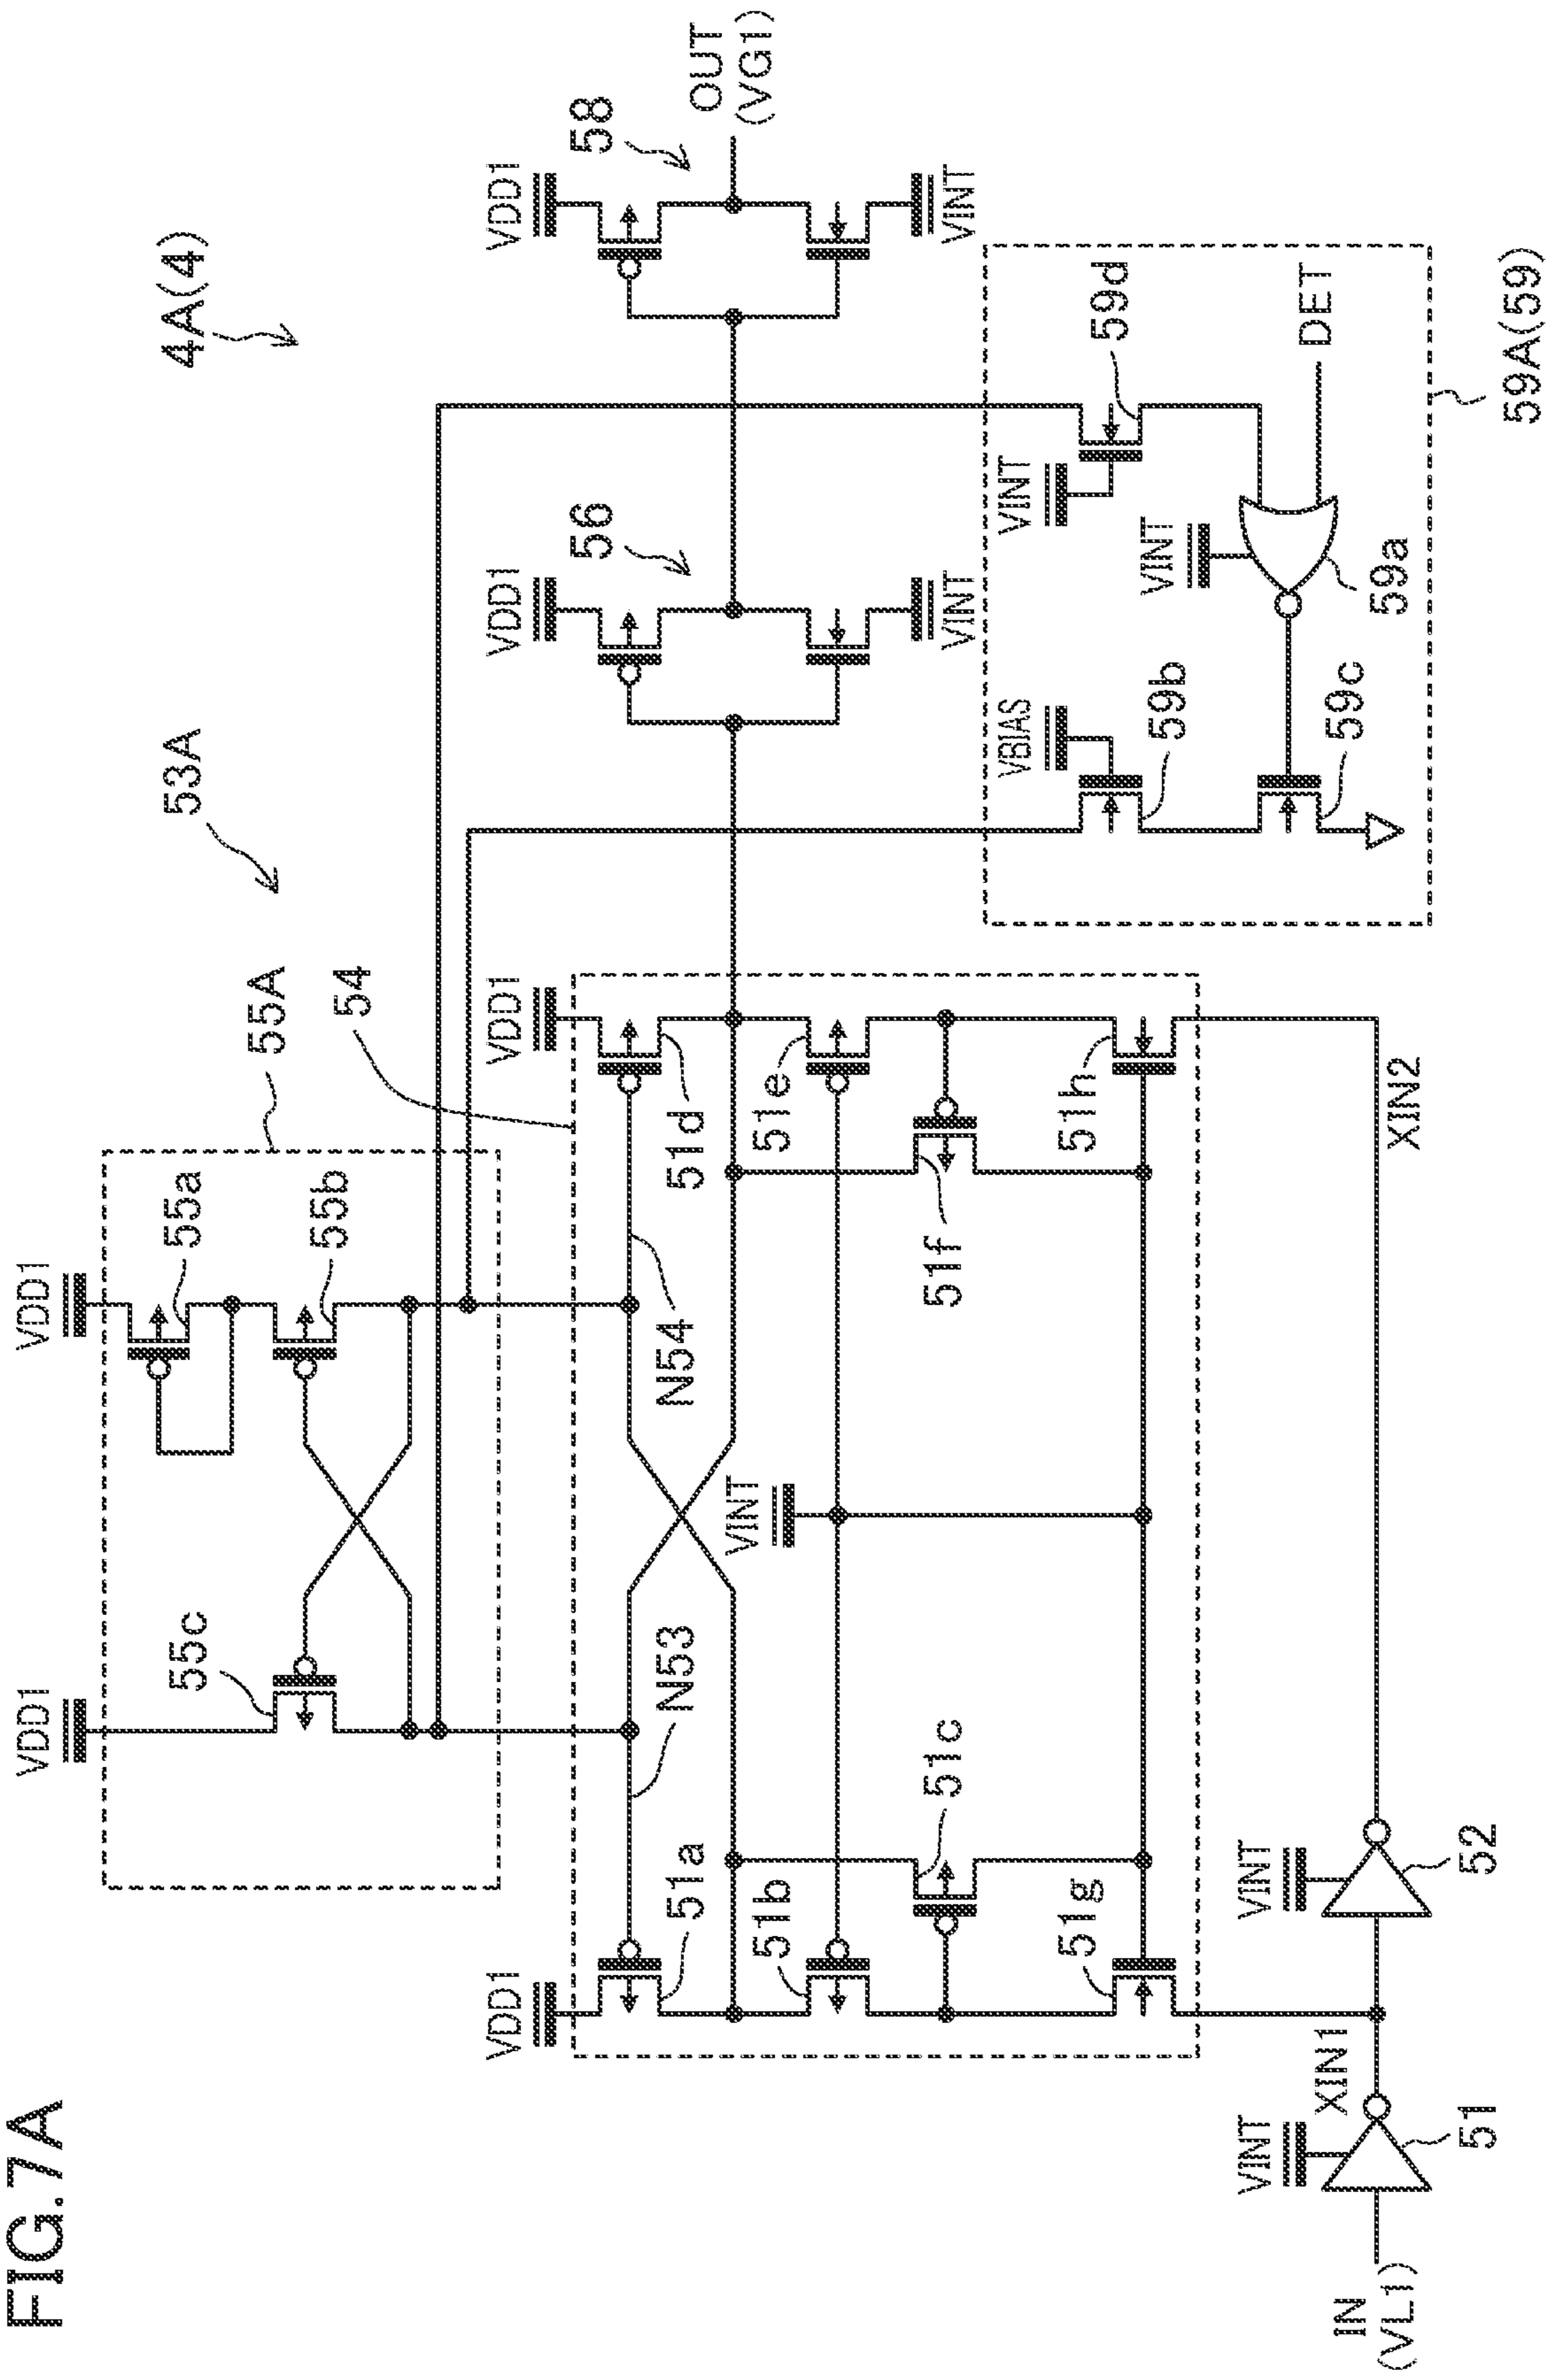 FIG.7A
4A(4)
53A
55A
54
VDD1
VDD1
55c
55a
55b
VDD1
VDD1
VDD1
VDD1
56
58
OUT
(VG1)
N53
N54
51a
51d
VINT
51b
51c
51e
51f
51g
51h
VINT
VINT
VBIAS
59b
59c
VINT
59a
VINT
59d
DET
59A(59)
IN
(VL1)
VINT
51
XIN1
VINT
52
XIN2